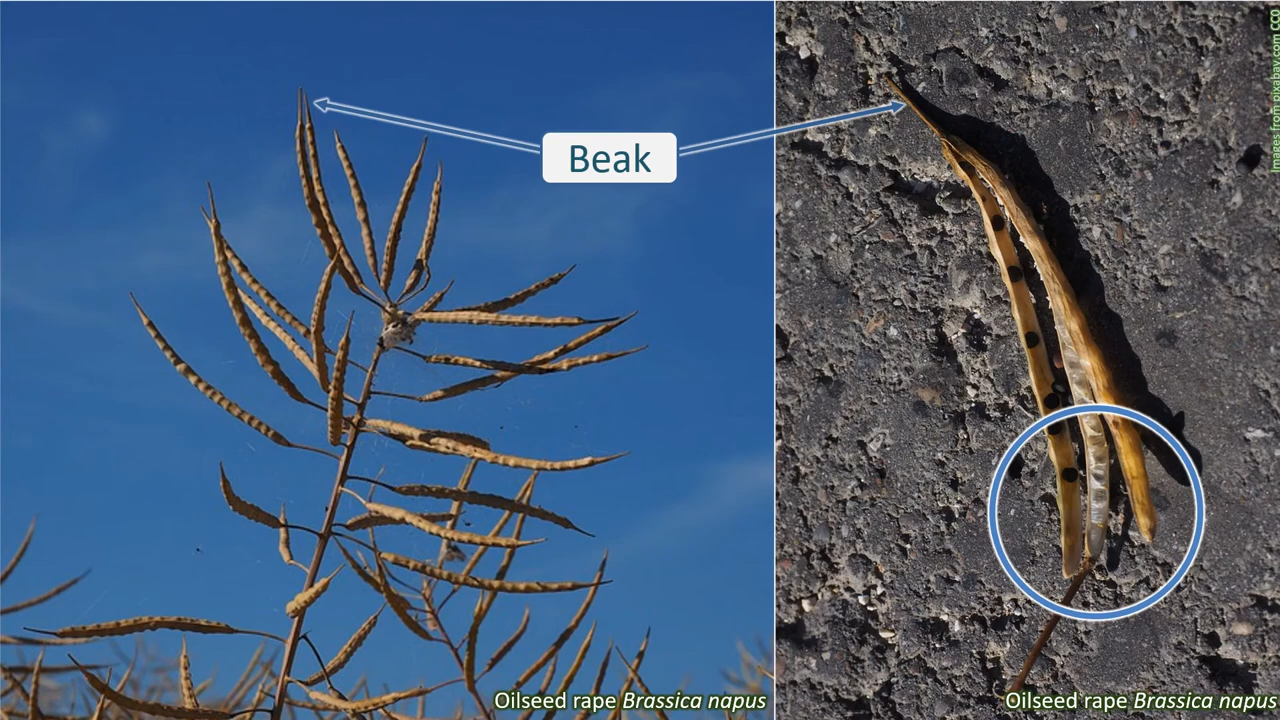 Beak
Oilseed rape Brassica napus
Oilseed rape Brassica napus
Images from pixabay.com CC0